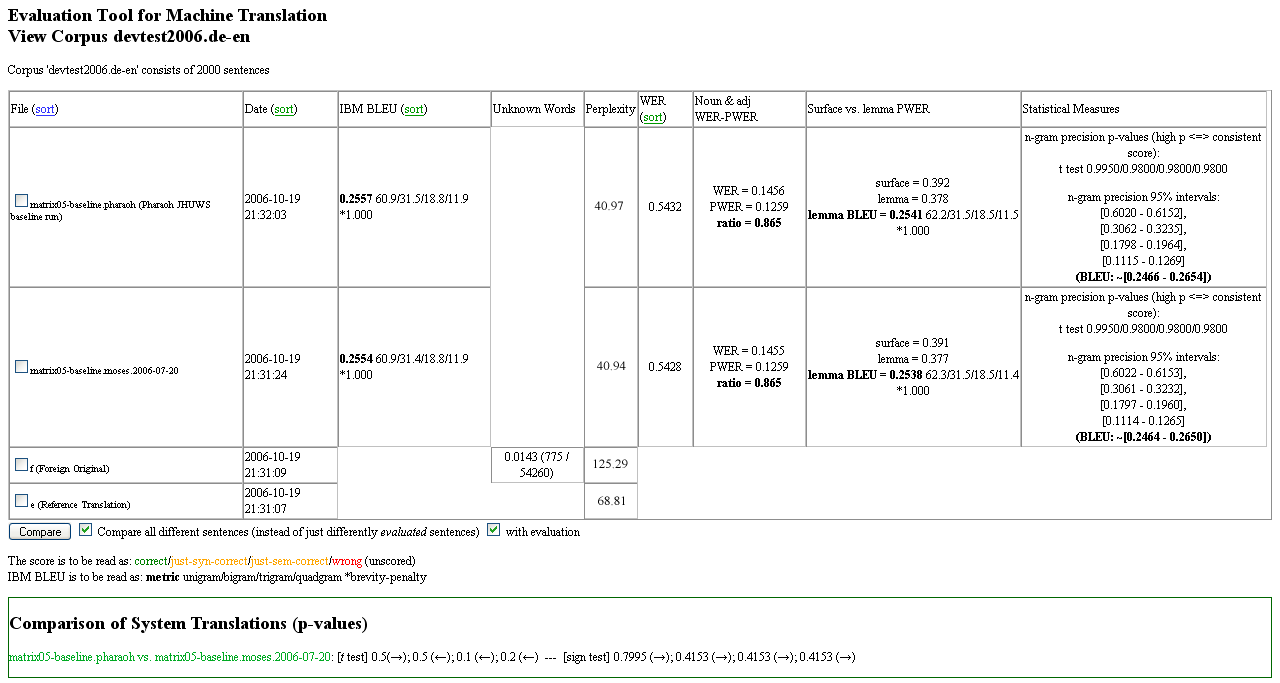 Evaluation Tool for Machine Translation
View Corpus devtest2006.de-en
Corpus 'devtest2006.de-en' consists of 2000 sentences
File (sort)
Date (sort)
IBM BLEU (sort)
Unknown Words
Perplexity
WER
(sort)
Noun & adj
WER-PWER
Surface vs. lemma PWER
Statistical Measures
matrix05-baseline.pharaoh (Pharaoh JHUWS
baseline run)
2006-10-19
21:32:03
0.2557 60.9/31.5/18.8/11.9
*1.000
40.97
0.5432
WER = 0.1456
PWER = 0.1259
ratio = 0.865
surface = 0.392
lemma = 0.378
lemma BLEU = 0.2541 62.2/31.5/18.5/11.5
*1.000
n-gram precision p-values (high p <=> consistent
score):
t test 0.9950/0.9800/0.9800/0.9800
n-gram precision 95% intervals:
[0.6020 - 0.6152],
[0.3062 - 0.3235],
[0.1798 - 0.1964],
[0.1115 - 0.1269]
(BLEU: ~[0.2466 - 0.2654])
matrix05-baseline.moses.2006-07-20
2006-10-19
21:31:24
0.2554 60.9/31.4/18.8/11.9
*1.000
40.94
0.5428
WER = 0.1455
PWER = 0.1259
ratio = 0.865
surface = 0.391
lemma = 0.377
lemma BLEU = 0.2538 62.3/31.5/18.5/11.4
*1.000
n-gram precision p-values (high p <=> consistent
score):
t test 0.9950/0.9800/0.9800/0.9800
n-gram precision 95% intervals:
[0.6022 - 0.6153],
[0.3061 - 0.3232],
[0.1797 - 0.1960],
[0.1114 - 0.1265]
(BLEU: ~[0.2464 - 0.2650])
f (Foreign Original)
2006-10-19
21:31:09
0.0143 (775 /
54260)
125.29
e (Reference Translation)
2006-10-19
21:31:07
68.81
Compare Compare all different sentences (instead of just differently evaluated sentences) with evaluation
The score is to be read as: correct/just-syn-correct/just-sem-correct/wrong (unscored)
IBM BLEU is to be read as: metric unigram/bigram/trigram/quadgram *brevity-penalty
Comparison of System Translations (p-values)
matrix05-baseline.pharaoh vs. matrix05-baseline.moses.2006-07-20: [t test] 0.5(→); 0.5 (←); 0.1 (←); 0.2 (←) --- [sign test] 0.7995 (→); 0.4153 (→); 0.4153 (→); 0.4153 (→)